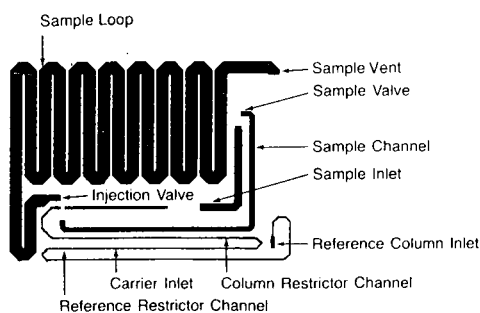 Sample Loop
Sample Vent
Sample Valve
Sample Channel
Sample Inlet
Injection Valve
Reference Column Inlet
Carrier Inlet
Column Restrictor Channel
Reference Restrictor Channel